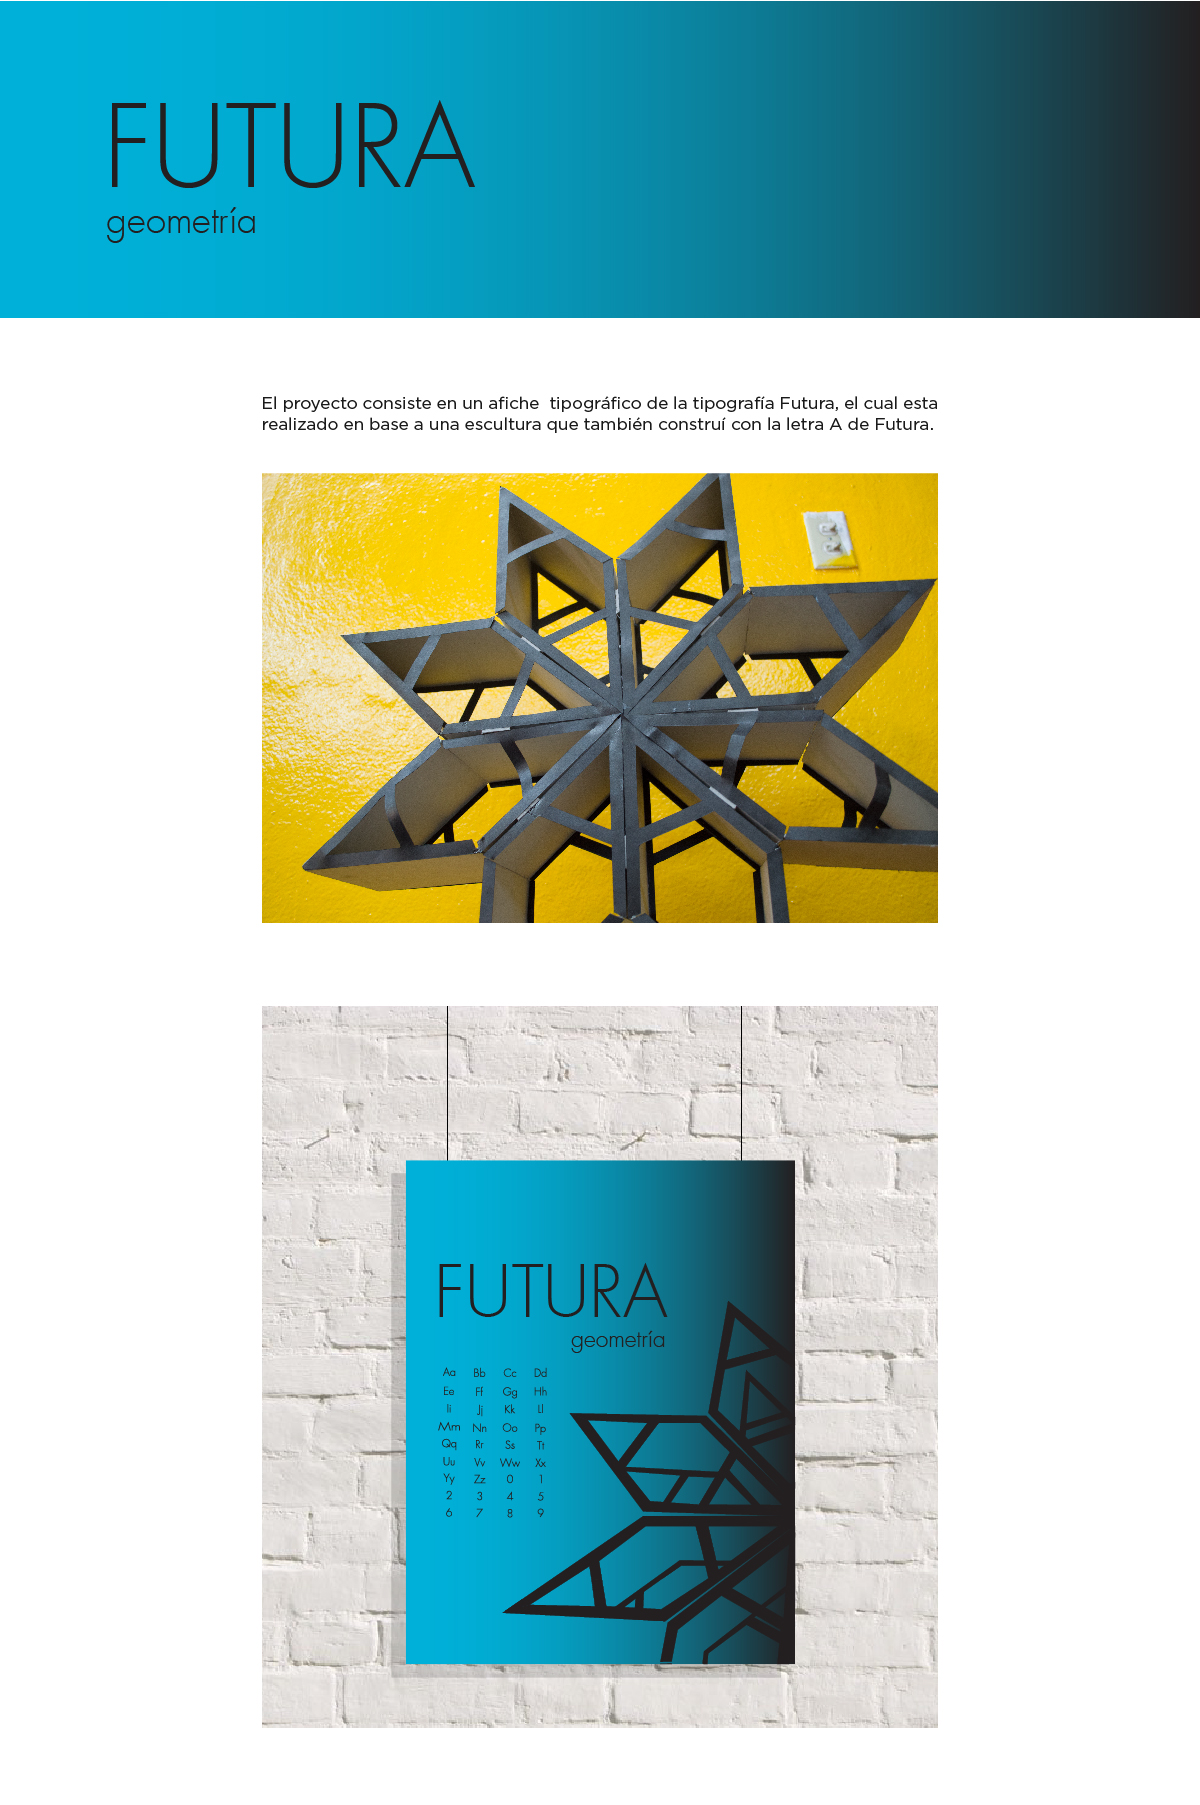 FUTURA
geometría
El proyecto consiste en un afiche  tipográfico de la tipografía Futura, el cual esta
realizado en base a una escultura que también construí con la letra A de Futura.
FUTURA
geometría
Aa Bb Cc Dd
Ee Ff Gg Hh
Ii Jj Kk Ll
Mm Nn Oo Pp
Qq Rr Ss Tt
Uu Vv Ww Xx
Yy Zz 0 1
2 3 4 5
6 7 8 9